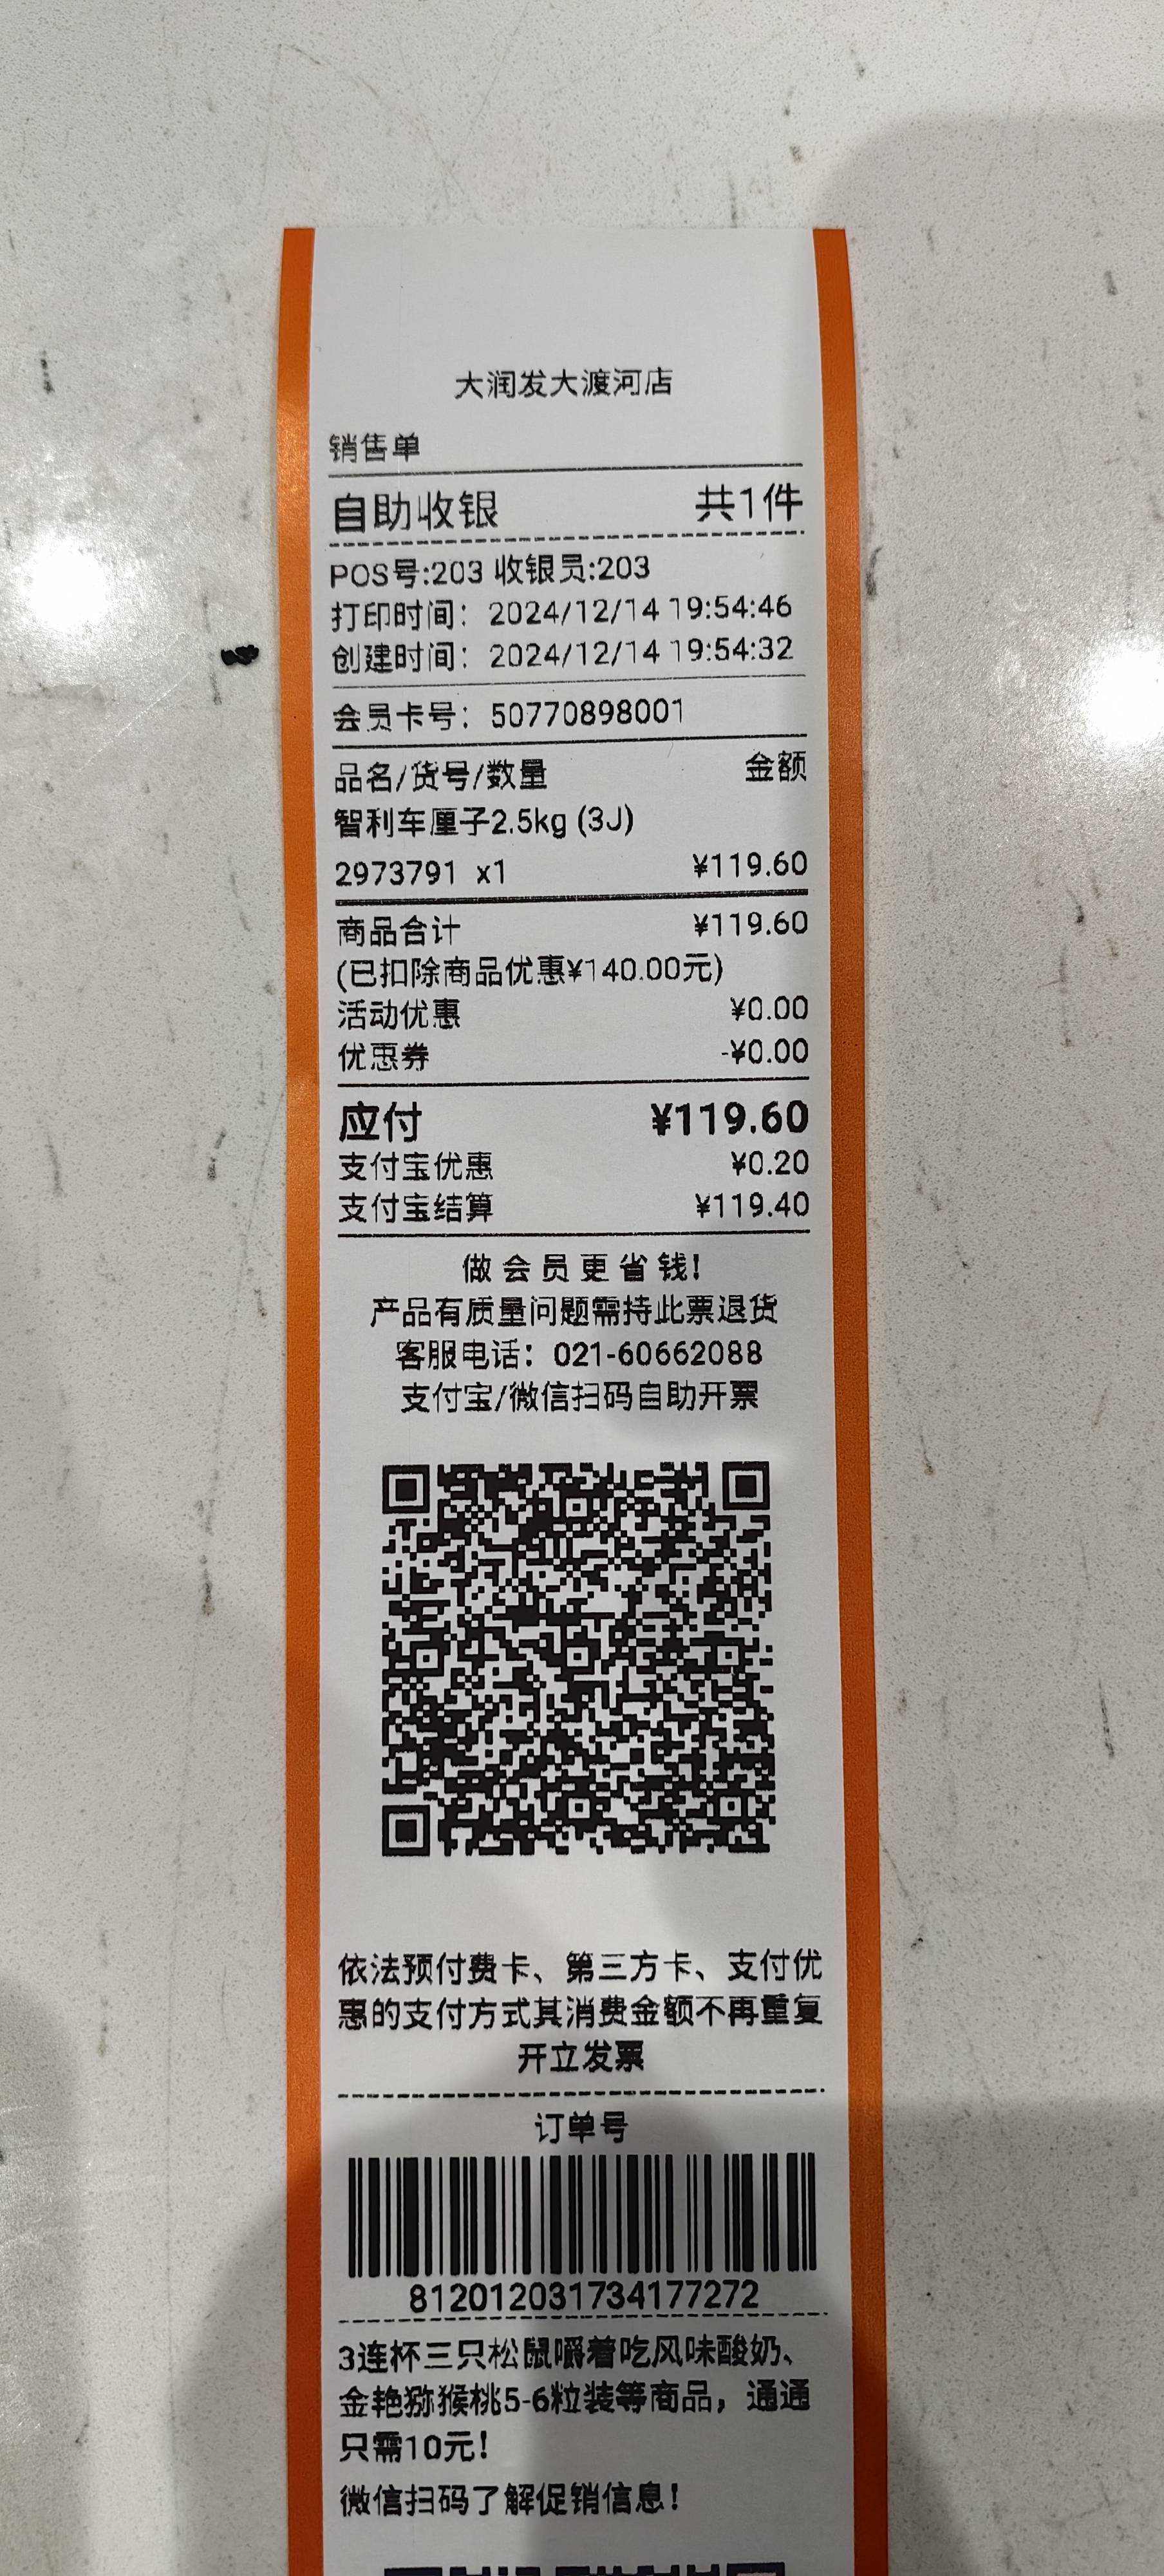 大润发大渡河店
销售单
自助收银 共1件
POS号:203 收银员:203
打印时间：2024/12/14 19:54:46
创建时间：2024/12/14 19:54:32
会员卡号：50770898001
品名/货号/数量 金额
智利车厘子2.5kg (3J)
2973791 x1 ¥119.60
商品合计 ¥119.60
(已扣除商品优惠¥140.00元)
活动优惠 ¥0.00
优惠券 -¥0.00
应付 ¥119.60
支付宝优惠 ¥0.20
支付宝结算 ¥119.40
做会员更省钱!
产品有质量问题需持此票退货
客服电话：021-60662088
支付宝/微信扫码自助开票
依法预付费卡、第三方卡、支付优
惠的支付方式其消费金额不再重复
开立发票
订单号
812012031734177272
3连杯三只松鼠嚼着吃风味酸奶、
金艳猕猴桃5-6粒装等商品，通通
只需10元！
微信扫码了解促销信息！